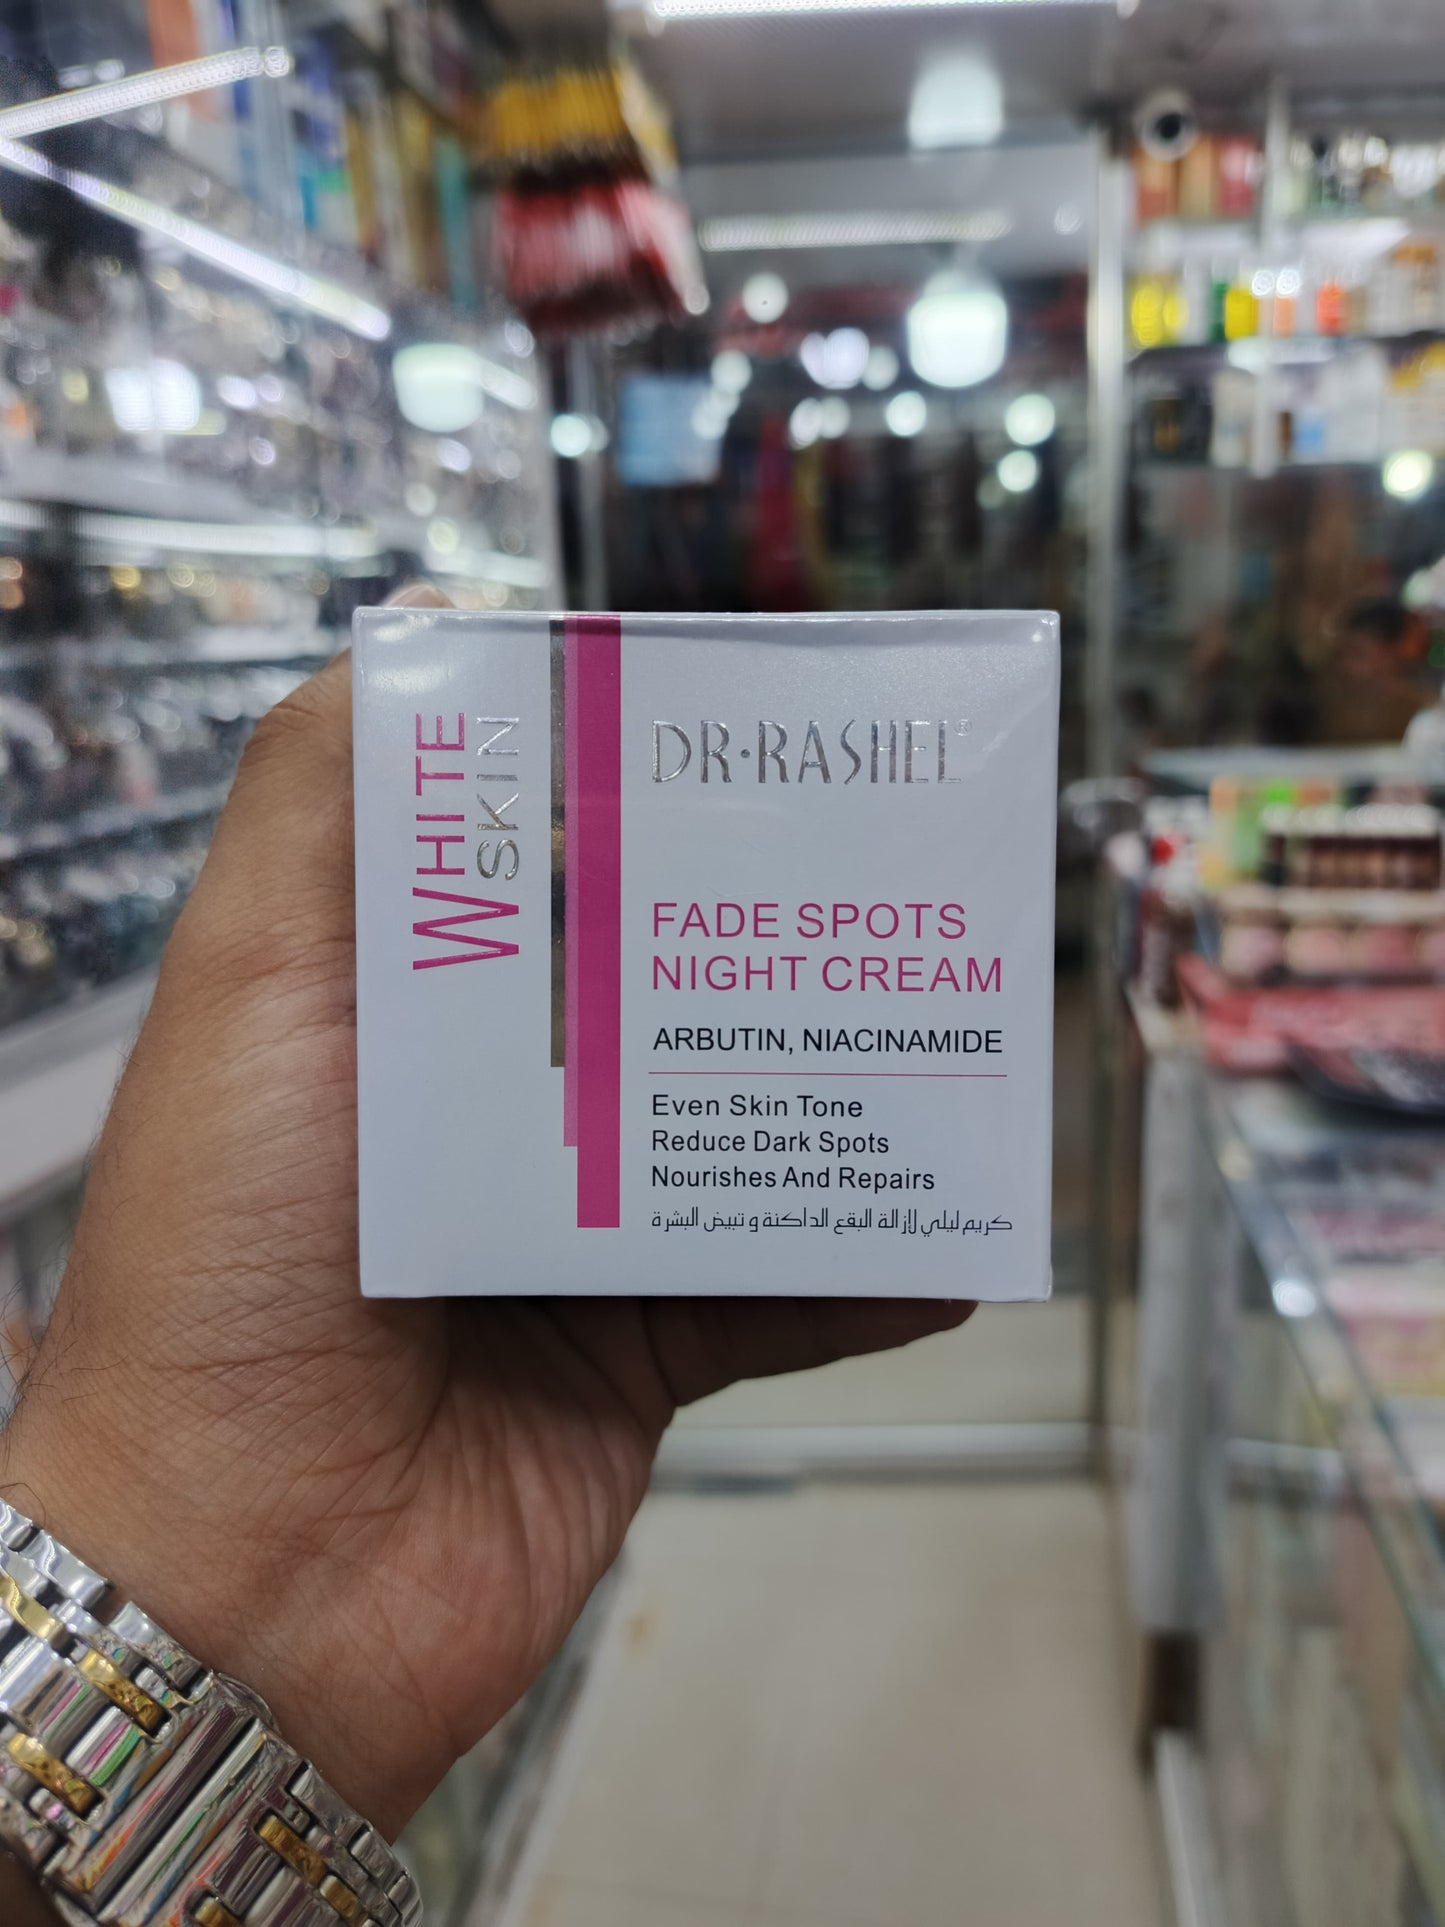 WHITE
SKIN
DR·RASHEL®
FADE SPOTS
NIGHT CREAM
ARBUTIN, NIACINAMIDE
Even Skin Tone
Reduce Dark Spots
Nourishes And Repairs
كريم ليلي لإزالة البقع الداكنة و تبيض البشرة